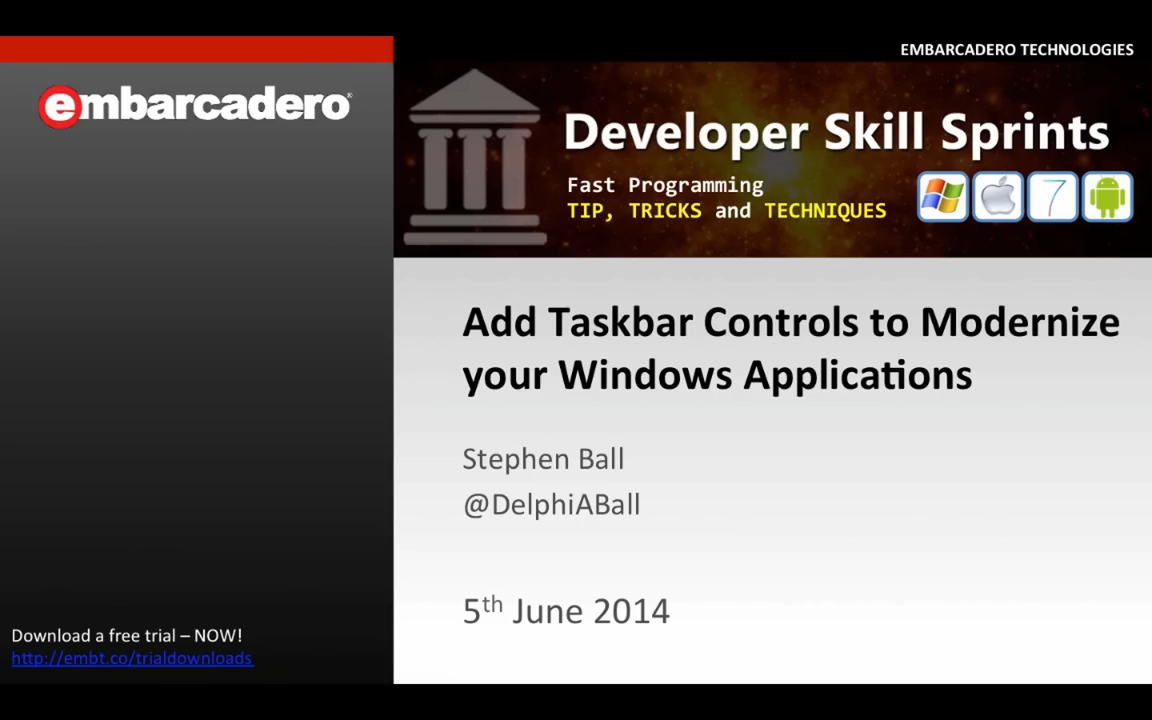 EMBARCADERO TECHNOLOGIES
embarcadero®
Developer Skill Sprints
Fast Programming
TIP, TRICKS and TECHNIQUES
7
Add Taskbar Controls to Modernize
your Windows Applications
Stephen Ball
@DelphiABall
5th June 2014
Download a free trial – NOW!
http://embt.co/trialdownloads